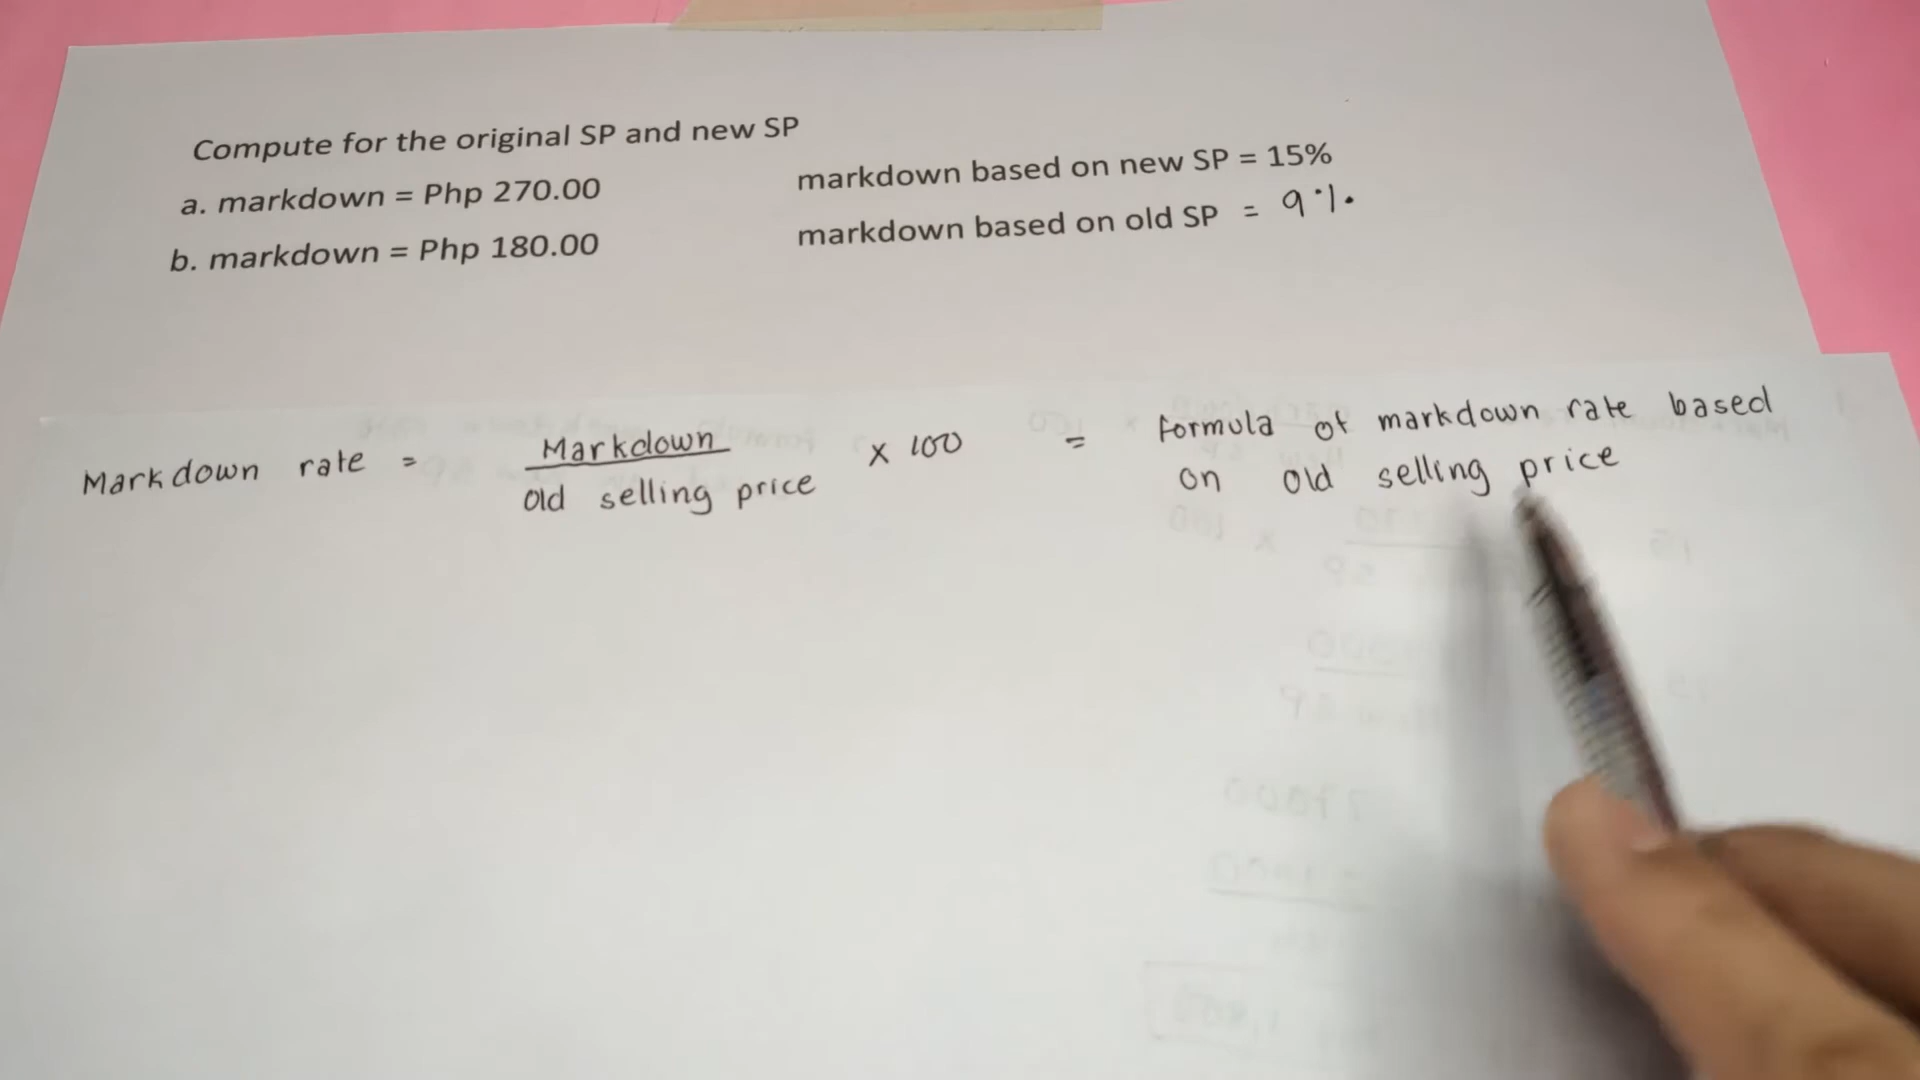 Compute for the original SP and new SP
a. markdown = Php 270.00 markdown based on new SP = 15%
b. markdown = Php 180.00 markdown based on old SP = 9%
Markdown rate = Markdown / old selling price x 100 = formula of markdown rate based
on old selling price